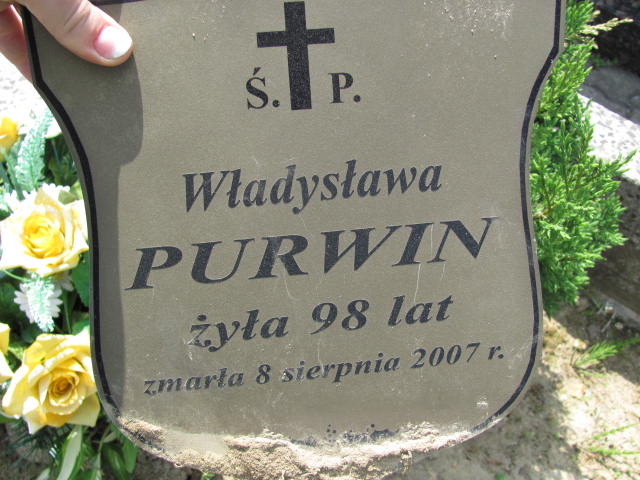 Ś. P.
Władysława
PURWIN
żyła 98 lat
zmarła 8 sierpnia 2007 r.